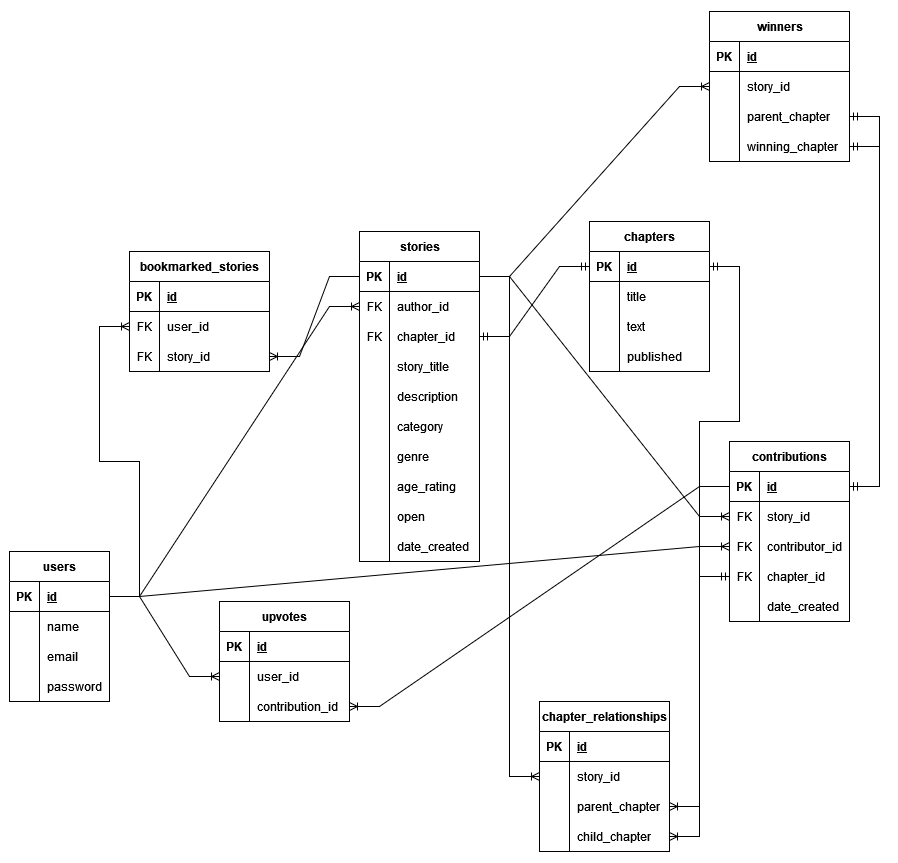 winners
PK id
story_id
parent_chapter
winning_chapter
stories
PK id
FK author_id
FK chapter_id
story_title
description
category
genre
age_rating
open
date_created
chapters
PK id
title
text
published
bookmarked_stories
PK id
FK user_id
FK story_id
contributions
PK id
FK story_id
FK contributor_id
FK chapter_id
date_created
users
PK id
name
email
password
upvotes
PK id
user_id
contribution_id
chapter_relationships
PK id
story_id
parent_chapter
child_chapter